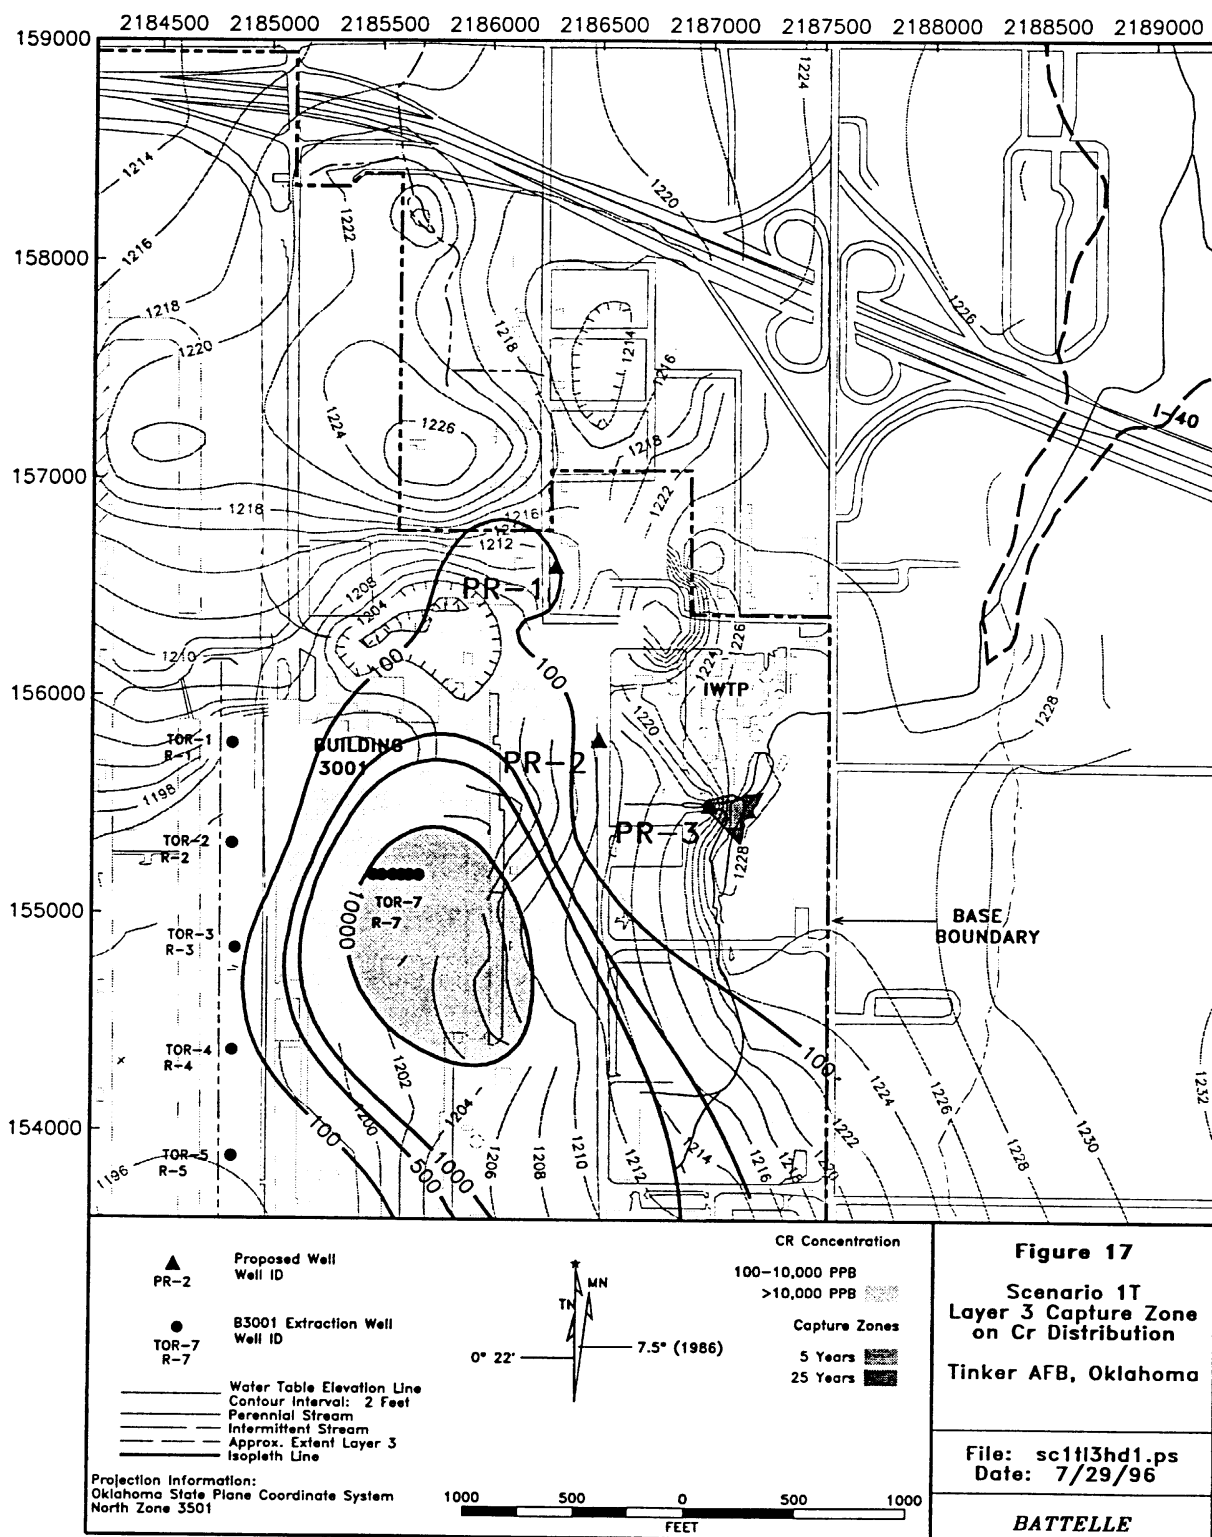 2184500 2185000 2185500 2186000 2186500 2187000 2187500 2188000 2188500 2189000
159000
158000
157000
156000
155000
154000
1214
1216
1218
1220
1222
1224
1226
1218
1220
1224
1214
1216
1218
1222
1226
I-40
1218
1216
1212
1208
1204
1210
PR-1
100
100
1226
1224
1220
IWTP
1228
TOR-1
R-1
BUILDING
3001
PR-2
1198
TOR-2
R-2
PR-3
1228
10000
TOR-7
R-7
TOR-3
R-3
BASE
BOUNDARY
TOR-4
R-4
100
1202
1200
1204
1224
1226
1232
1230
1228
1222
1220
1218
1216
1214
1212
1210
1208
1206
1000
500
100
TOR-5
R-5
1196
PR-2
Proposed Well
Well ID
TOR-7
R-7
B3001 Extraction Well
Well ID
Water Table Elevation Line
Contour Interval: 2 Feet
Perennial Stream
Intermittent Stream
Approx. Extent Layer 3
Isopleth Line
Projection Information:
Oklahoma State Plane Coordinate System
North Zone 3501
TN
MN
0° 22'
7.5° (1986)
CR Concentration
100-10,000 PPB
>10,000 PPB
Capture Zones
5 Years
25 Years
1000 500 0 500 1000
FEET
Figure 17
Scenario 1T
Layer 3 Capture Zone
on Cr Distribution
Tinker AFB, Oklahoma
File: sc1tl3hd1.ps
Date: 7/29/96
BATTELLE